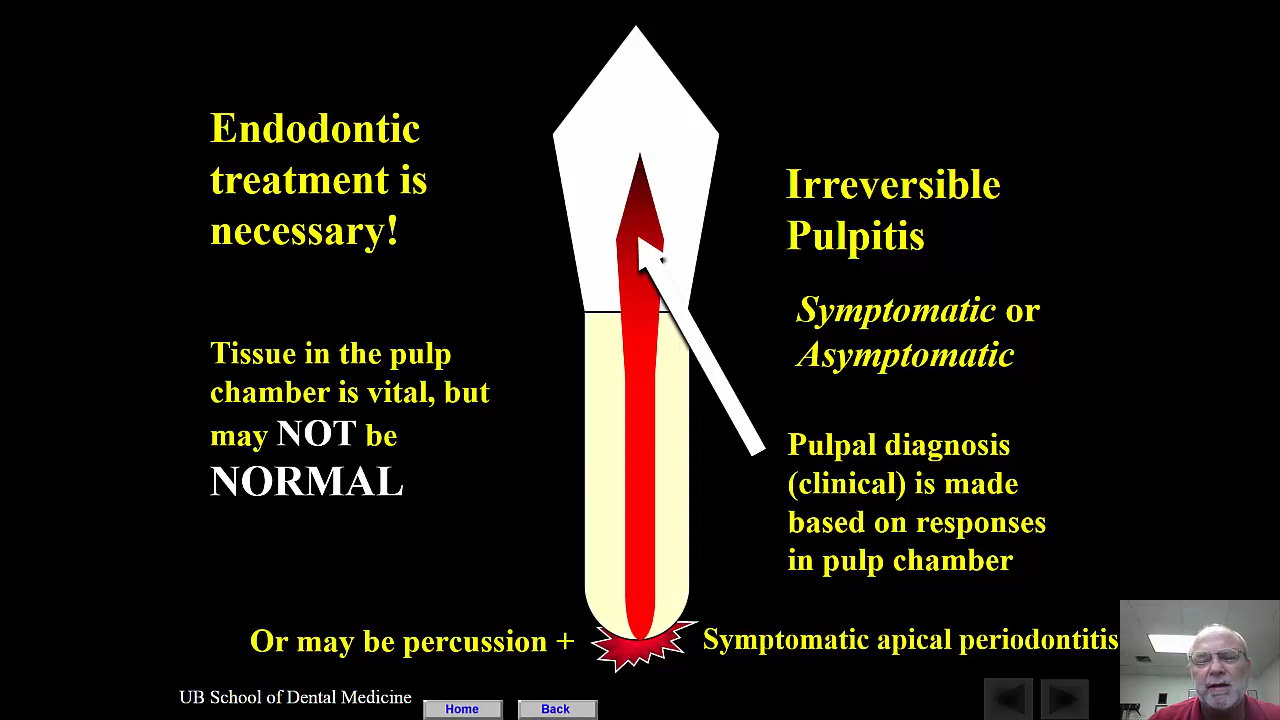 Endodontic
treatment is
necessary!
Irreversible
Pulpitis
Symptomatic or
Asymptomatic
Tissue in the pulp
chamber is vital, but
may NOT be
NORMAL
Pulpal diagnosis
(clinical) is made
based on responses
in pulp chamber
Or may be percussion +
Symptomatic apical periodontitis
UB School of Dental Medicine
Home
Back